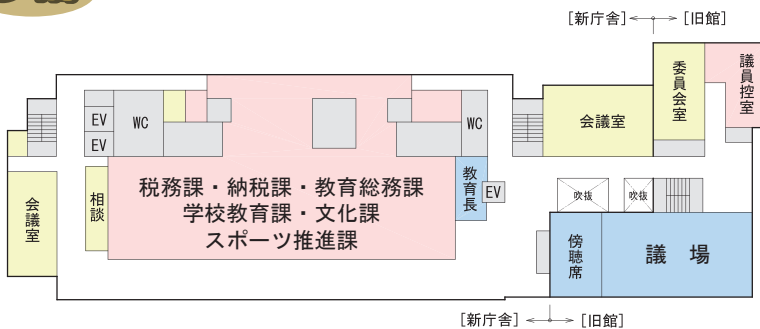 [新庁舎] [旧館]
委員会室
議員控室
会議室
EV
EV
WC
WC
税務課・納税課・教育総務課
学校教育課・文化課
スポーツ推進課
相談
会議室
教育長
EV
吹抜
吹抜
傍聴席
議 場
[新庁舎] [旧館]